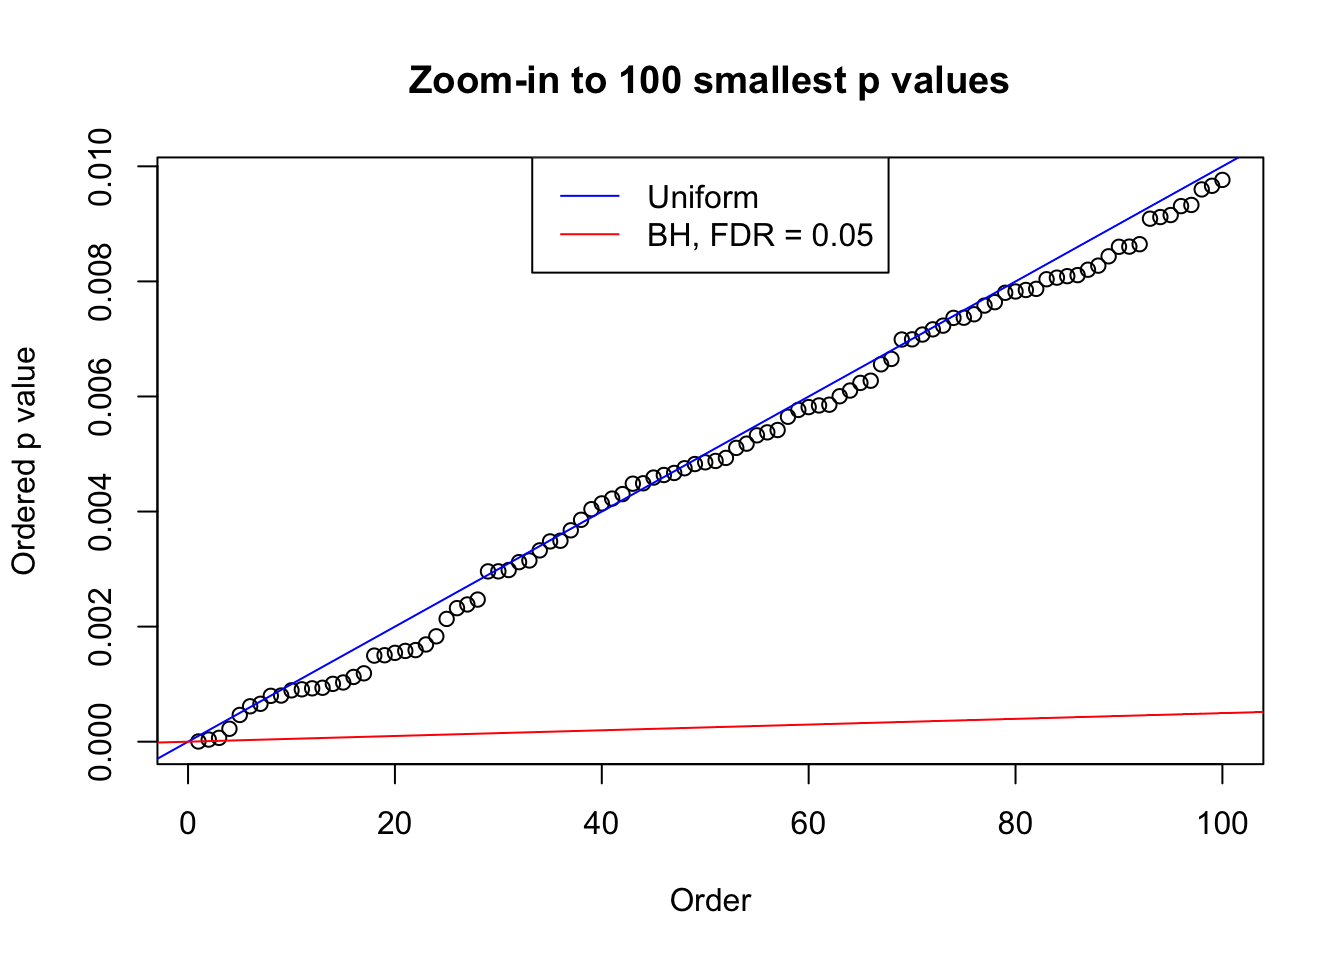 Zoom-in to 100 smallest p values
Uniform
BH, FDR = 0.05
Ordered p value
0.010
0.008
0.006
0.004
0.002
0.000
0 20 40 60 80 100
Order